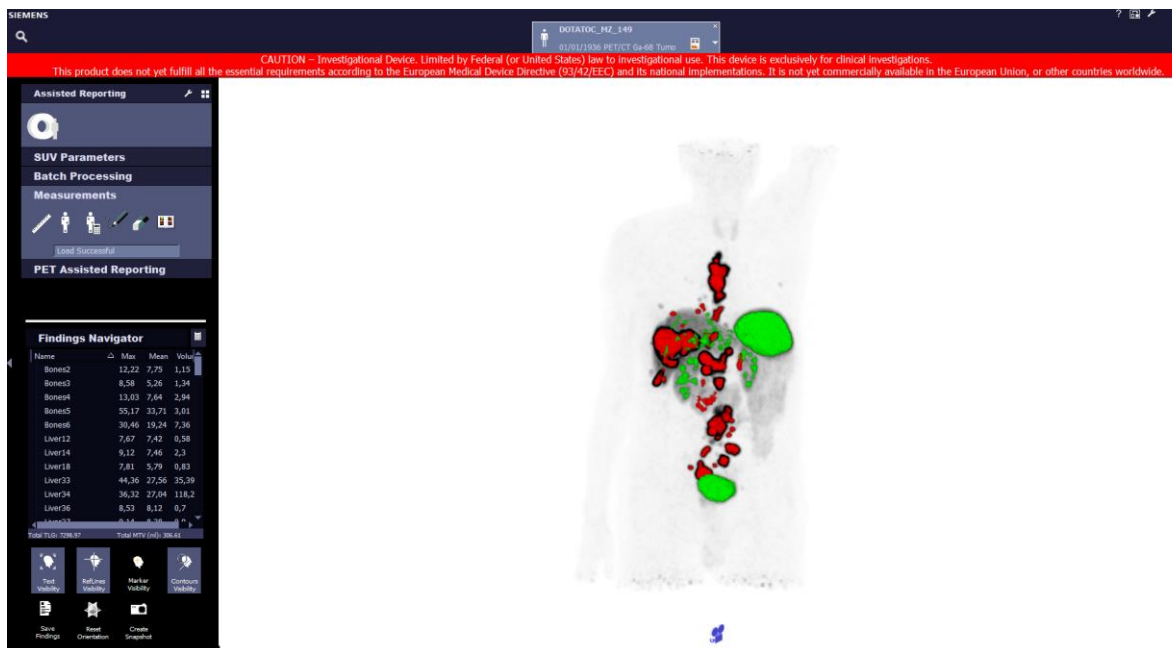 SIEMENS
?
DOTATOC_MZ_149
01/01/1936 PET/CT Ga-68 Tumo
CAUTION – Investigational Device. Limited by Federal (or United States) law to investigational use. This device is exclusively for clinical investigations.
This product does not yet fulfill all the essential requirements according to the European Medical Device Directive (93/42/EEC) and its national implementations. It is not yet commercially available in the European Union, or other countries worldwide.
Assisted Reporting
SUV Parameters
Batch Processing
Measurements
Load Successful
PET Assisted Reporting
Findings Navigator
Name Max Mean Volu
Bones2 12,22 7,75 1,15
Bones3 8,58 5,26 1,34
Bones4 13,03 7,64 2,94
Bones5 55,17 33,71 3,01
Bones6 30,46 19,24 7,36
Liver12 7,67 7,42 0,58
Liver14 9,12 7,46 2,3
Liver18 7,81 5,79 0,83
Liver33 44,36 27,56 35,39
Liver34 36,32 27,04 118,2
Liver36 8,53 8,12 0,7
Total TLG: 7298.97 Total MTV (ml): 306.61
Text Visibility
RefLines Visibility
Marker Visibility
Contours Visibility
Save Findings
Reset Orientation
Create Snapshot